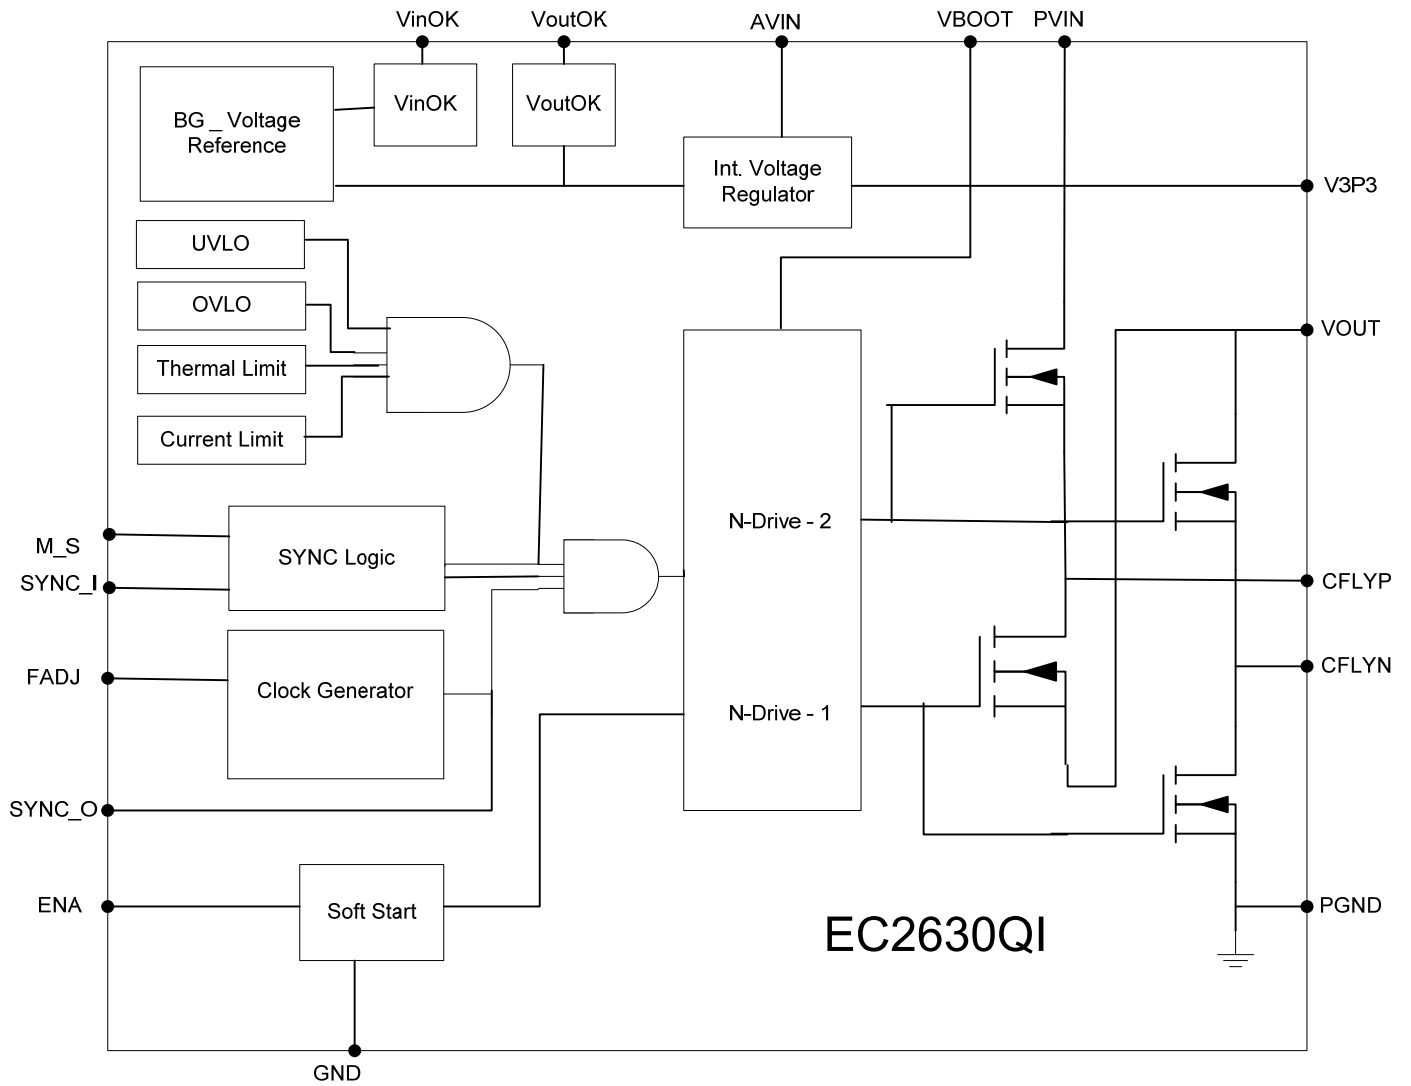 VinOK
VoutOK
AVIN
VBOOT
PVIN
BG _ Voltage
Reference
VinOK
VoutOK
Int. Voltage
Regulator
V3P3
UVLO
OVLO
Thermal Limit
Current Limit
VOUT
M_S
SYNC_I
SYNC Logic
N-Drive - 2
CFLYP
FADJ
Clock Generator
N-Drive - 1
CFLYN
SYNC_O
ENA
Soft Start
EC2630QI
PGND
GND